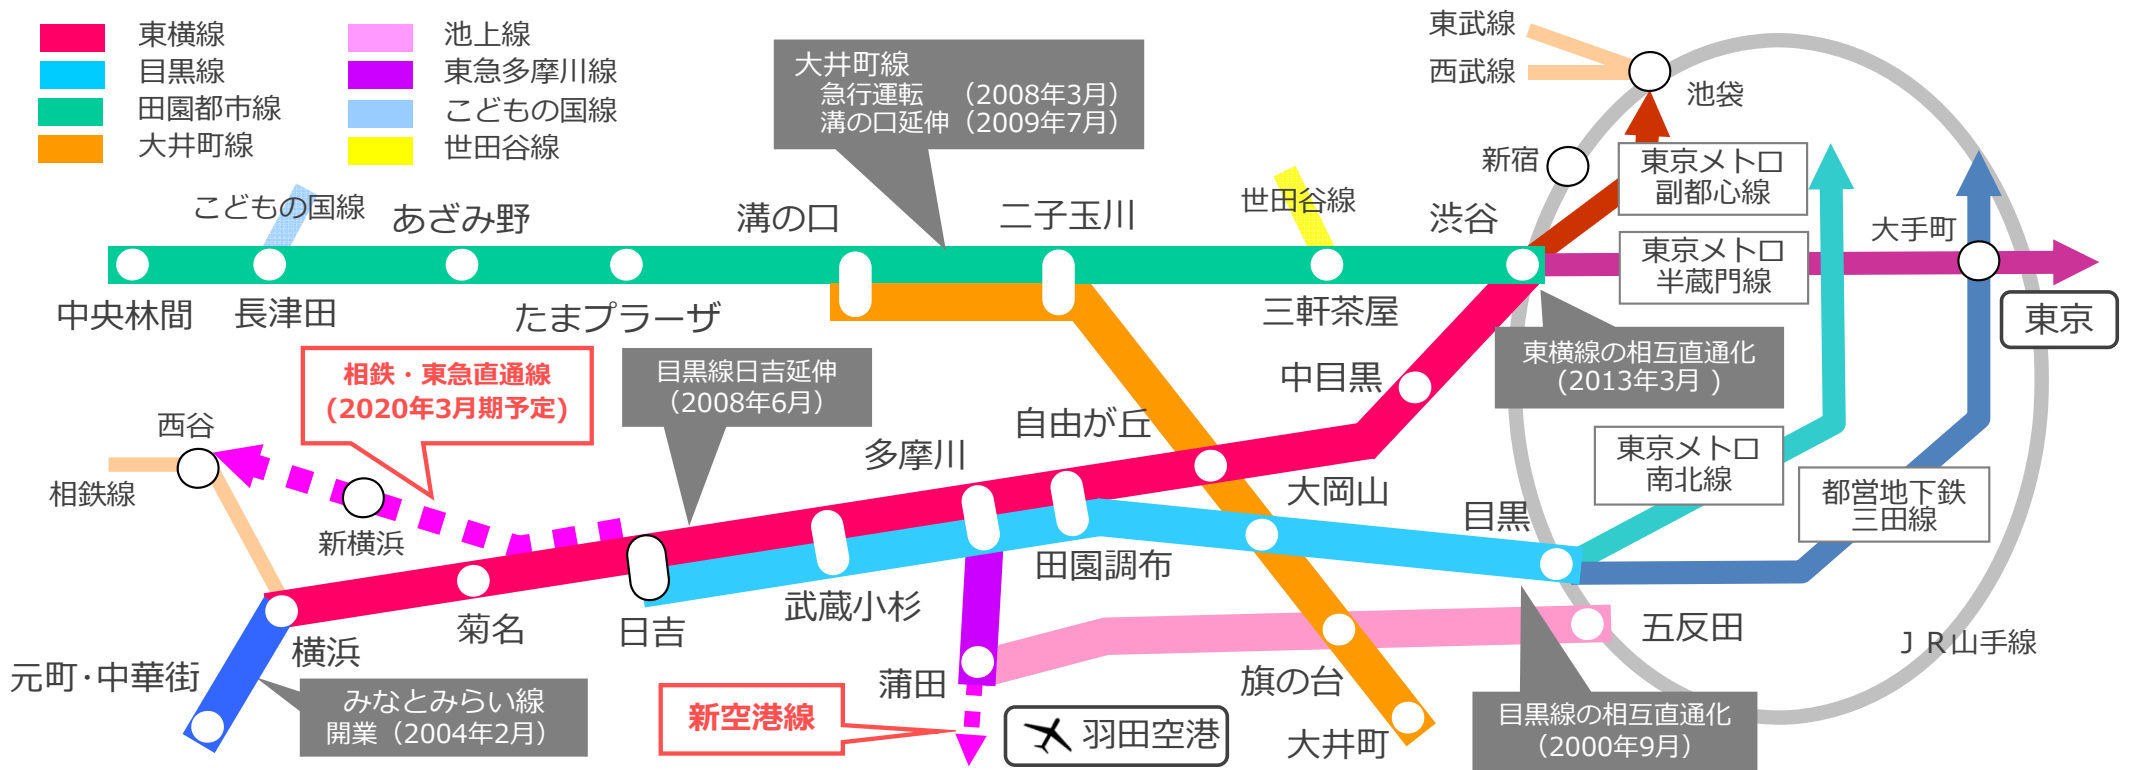 東横線
目黒線
田園都市線
大井町線
池上線
東急多摩川線
こどもの国線
世田谷線
大井町線
急行運転 （2008年3月）
溝の口延伸（2009年7月）
東武線
西武線
池袋
新宿
東京メトロ
副都心線
こどもの国線
あざみ野
溝の口
二子玉川
世田谷線
渋谷
大手町
東京メトロ
半蔵門線
中央林間
長津田
たまプラーザ
三軒茶屋
東京
相鉄・東急直通線
(2020年3月期予定)
目黒線日吉延伸
（2008年6月）
中目黒
東横線の相互直通化
(2013年3月 )
西谷
自由が丘
多摩川
東京メトロ
南北線
相鉄線
大岡山
目黒
都営地下鉄
三田線
新横浜
田園調布
武蔵小杉
菊名
日吉
五反田
ＪＲ山手線
横浜
元町･中華街
蒲田
旗の台
みなとみらい線
開業（2004年2月）
新空港線
羽田空港
大井町
目黒線の相互直通化
（2000年9月）